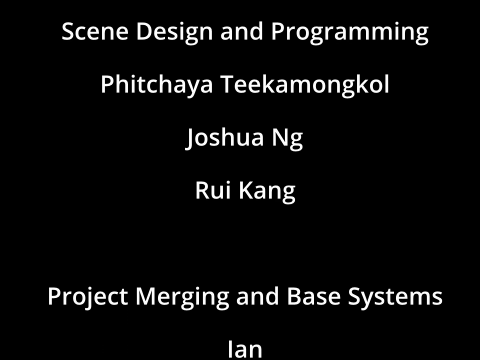 Scene Design and Programming
Phitchaya Teekamongkol
Joshua Ng
Rui Kang
Project Merging and Base Systems
Ian